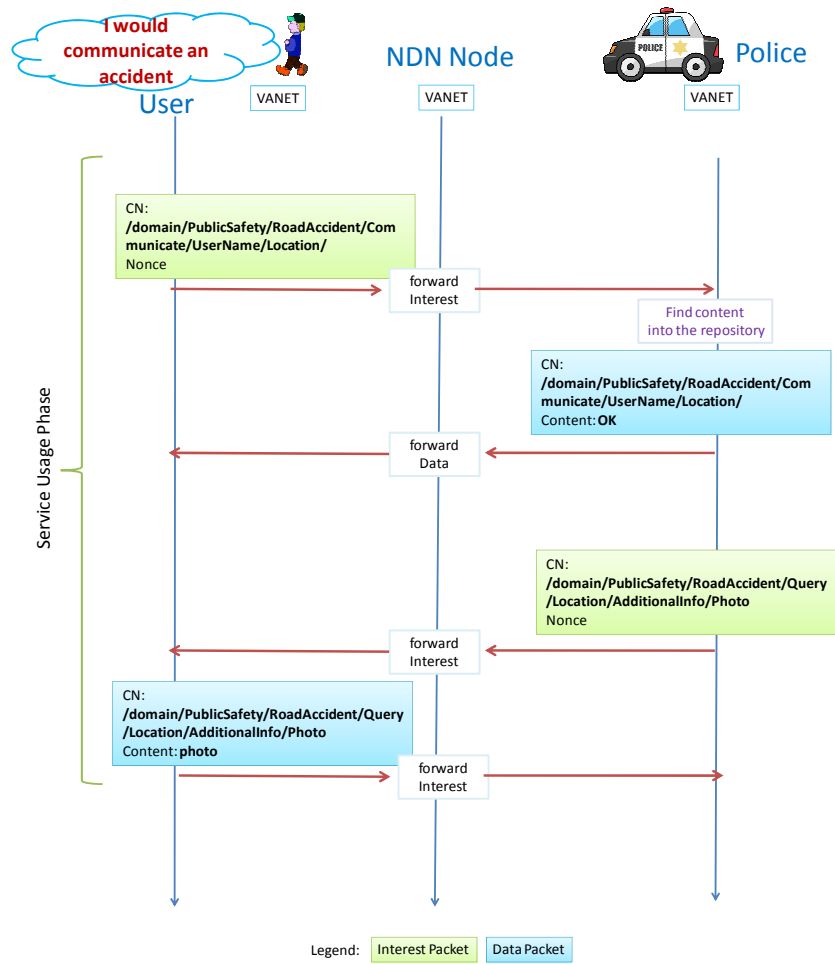 I would
communicate an
accident
User
NDN Node
POLICE
Police
VANET
VANET
VANET
CN:
/domain/PublicSafety/RoadAccident/Com
municate/UserName/Location/
Nonce
forward
Interest
Find content
into the repository
CN:
/domain/PublicSafety/RoadAccident/Com
municate/UserName/Location/
Content: OK
forward
Data
Service Usage Phase
CN:
/domain/PublicSafety/RoadAccident/Query
/Location/AdditionalInfo/Photo
Nonce
forward
Interest
CN:
/domain/PublicSafety/RoadAccident/Query
/Location/AdditionalInfo/Photo
Content: photo
forward
Interest
Legend:
Interest Packet
Data Packet